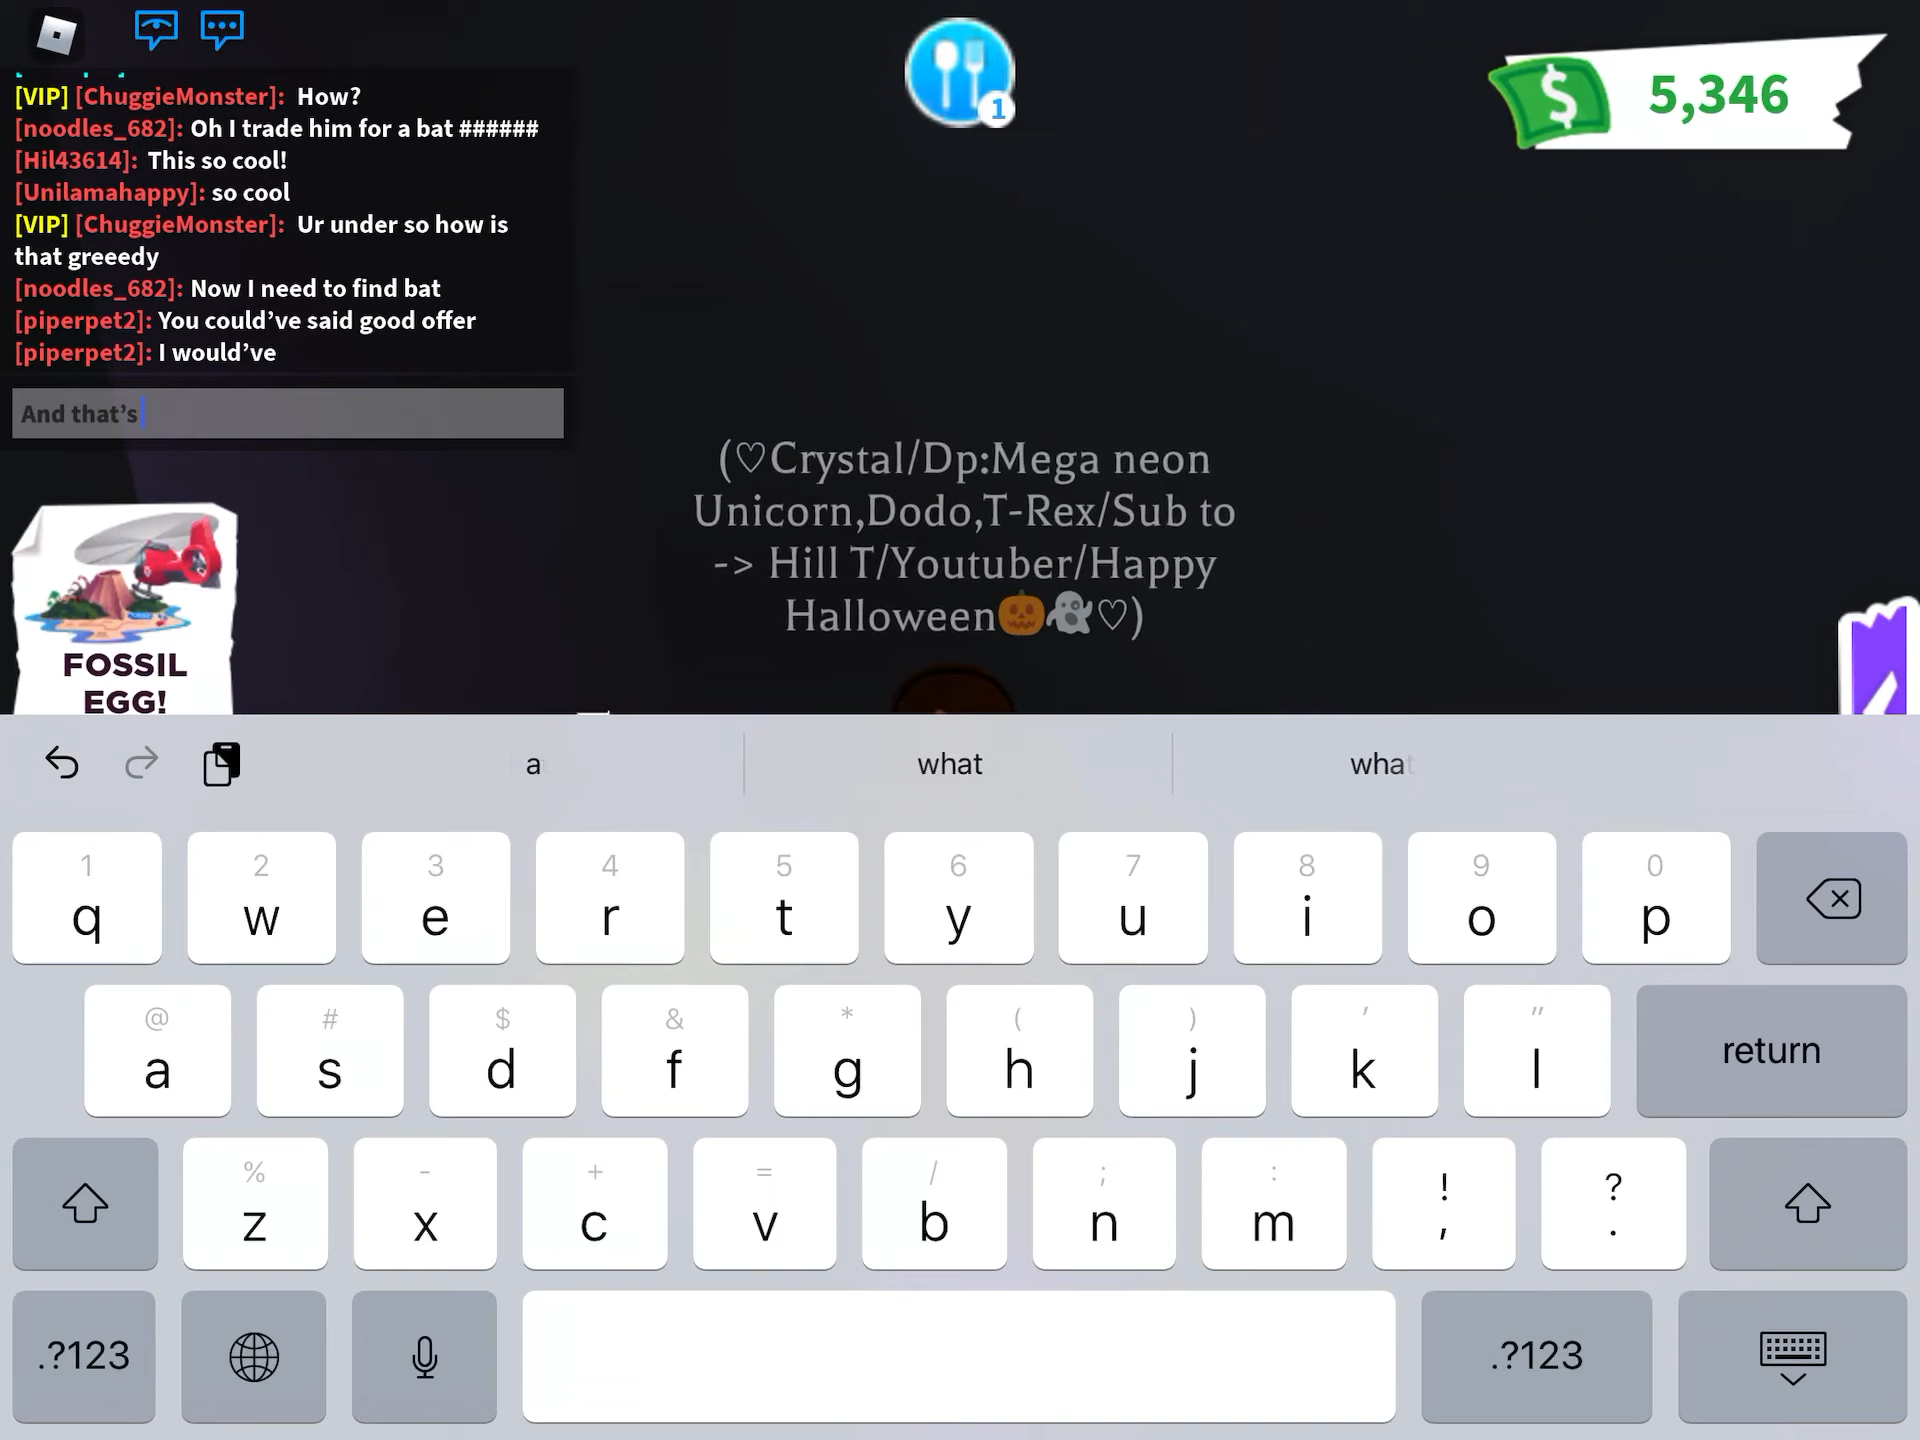 [VIP] [ChuggieMonster]: How?
[noodles_682]: Oh I trade him for a bat ######
[Hil43614]: This so cool!
[Unilamahappy]: so cool
[VIP] [ChuggieMonster]: Ur under so how is
that greeedy
[noodles_682]: Now I need to find bat
[piperpet2]: You could’ve said good offer
[piperpet2]: I would’ve
And that’s
1
5,346
(♡Crystal/Dp:Mega neon
Unicorn,Dodo,T-Rex/Sub to
-> Hill T/Youtuber/Happy
Halloween🎃👻♡)
FOSSIL
EGG!
a what what
1 2 3 4 5 6 7 8 9 0
q w e r t y u i o p
@ # $ & * ( ) ' "
a s d f g h j k l return
% - + = / ; : ! ?
z x c v b n m , .
.?123 .?123